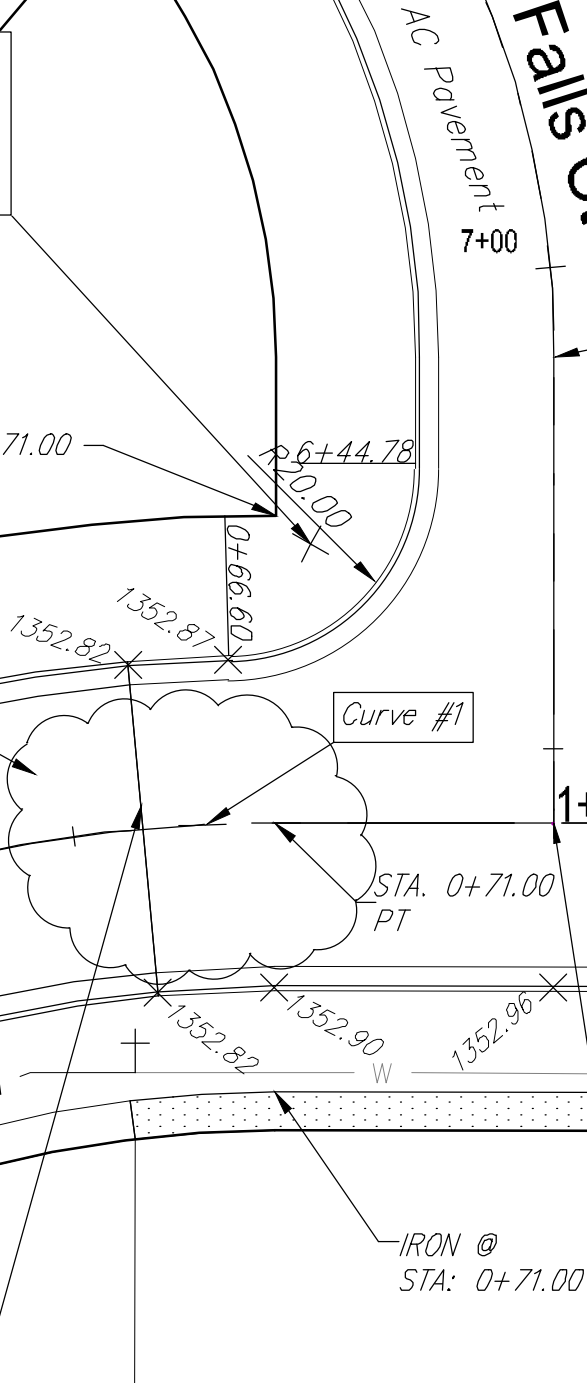 AC Pavement
Falls
7+00
71.00
6+44.78
R20.00
0+66.60
1352.87
1352.82
Curve #1
1+
STA. 0+71.00
PT
1352.82
1352.90
1352.96
W
IRON @
STA: 0+71.00